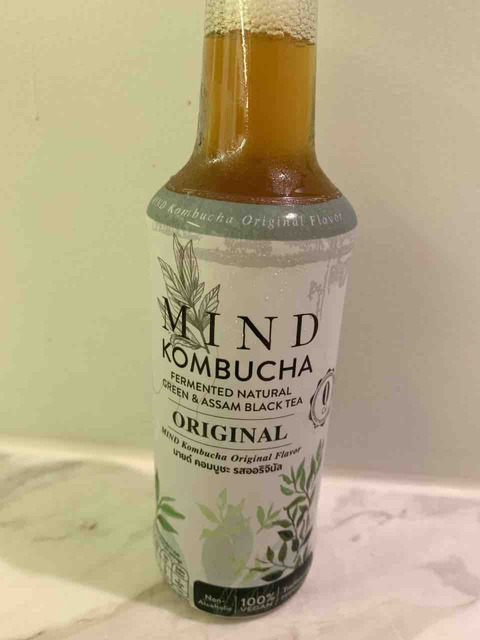 MIND Kombucha Original Flavor
MIND
KOMBUCHA
FERMENTED NATURAL
GREEN & ASSAM BLACK TEA
ORIGINAL
MIND Kombucha Original Flavor
มายด์ คอมบูชะ รสออริจินัล
0
Non-
Alcoholic
100%
VEGAN